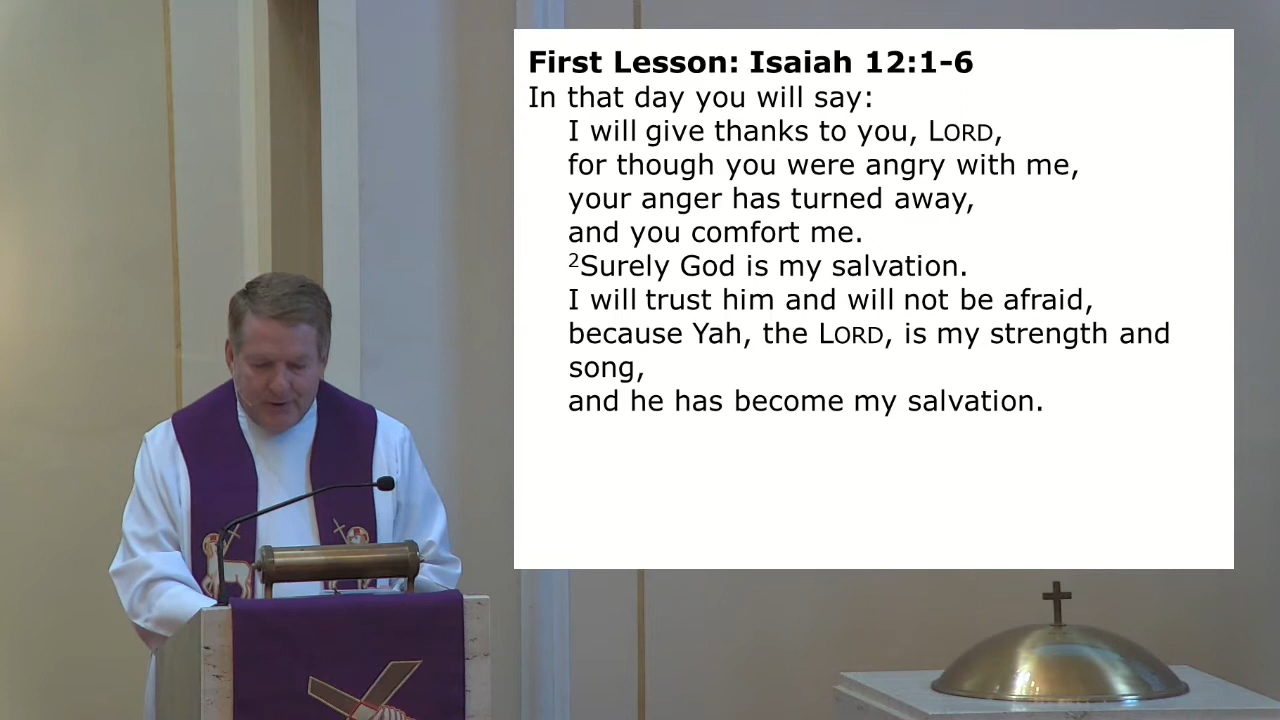 First Lesson: Isaiah 12:1-6
In that day you will say:
I will give thanks to you, LORD,
for though you were angry with me,
your anger has turned away,
and you comfort me.
²Surely God is my salvation.
I will trust him and will not be afraid,
because Yah, the LORD, is my strength and
song,
and he has become my salvation.